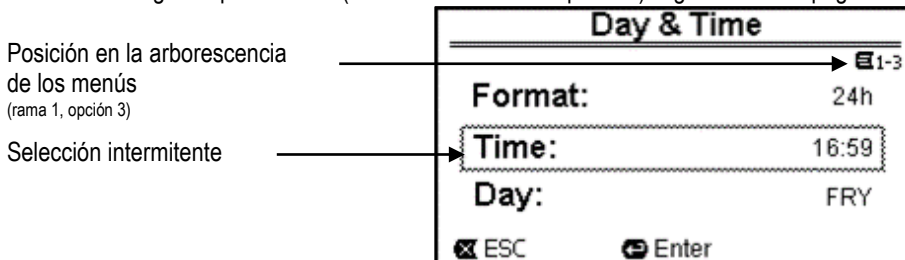 Day & Time
Posición en la arborescencia
de los menús
(rama 1, opción 3)
1-3
Format: 24h
Selección intermitente
Time: 16:59
Day: FRY
ESC Enter